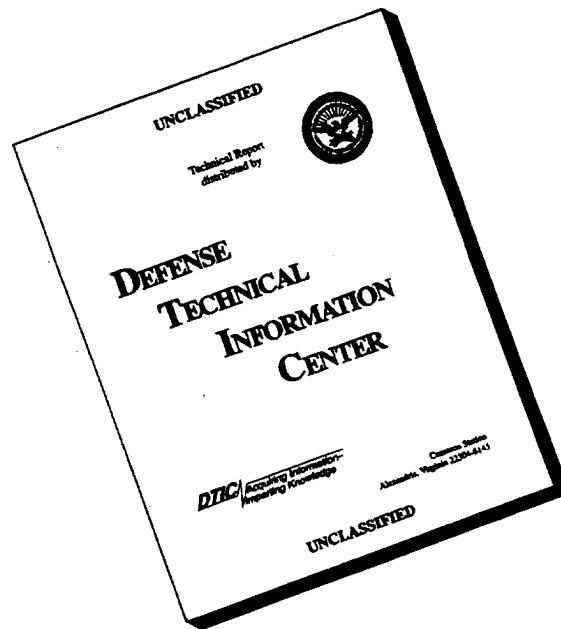 UNCLASSIFIED
Technical Report
distributed by
DEFENSE
TECHNICAL
INFORMATION
CENTER
DTIC
Acquiring Information-
Imparting Knowledge
Cameron Station
Alexandria, Virginia 22304-6145
UNCLASSIFIED